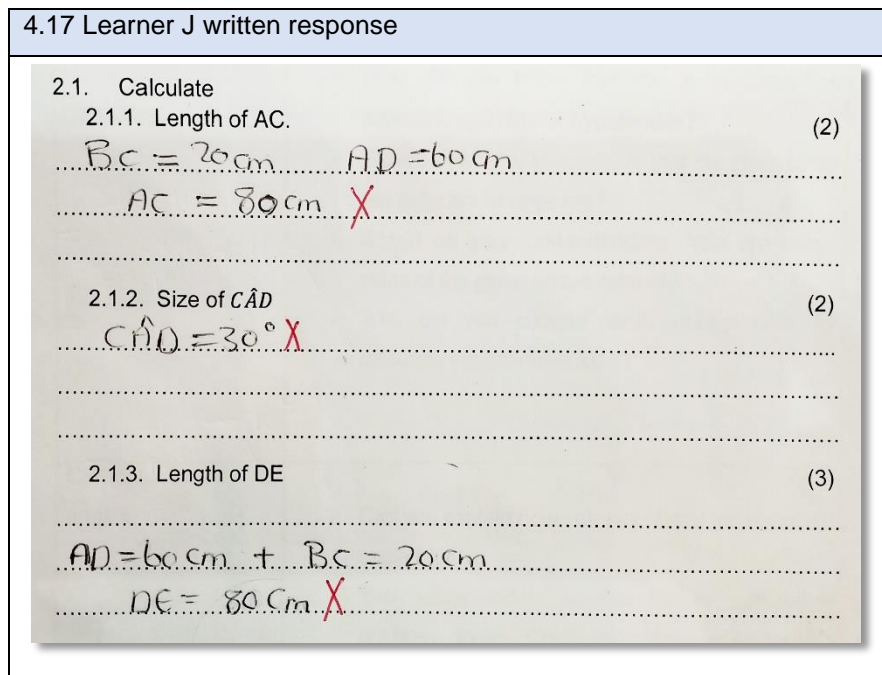 4.17 Learner J written response
2.1. Calculate
2.1.1. Length of AC. (2)
BC = 20cm AD = 60cm
AC = 80cm X
2.1.2. Size of CÂD (2)
CÂD = 30° X
2.1.3. Length of DE (3)
AD = 60cm + BC = 20cm
DE = 80cm X